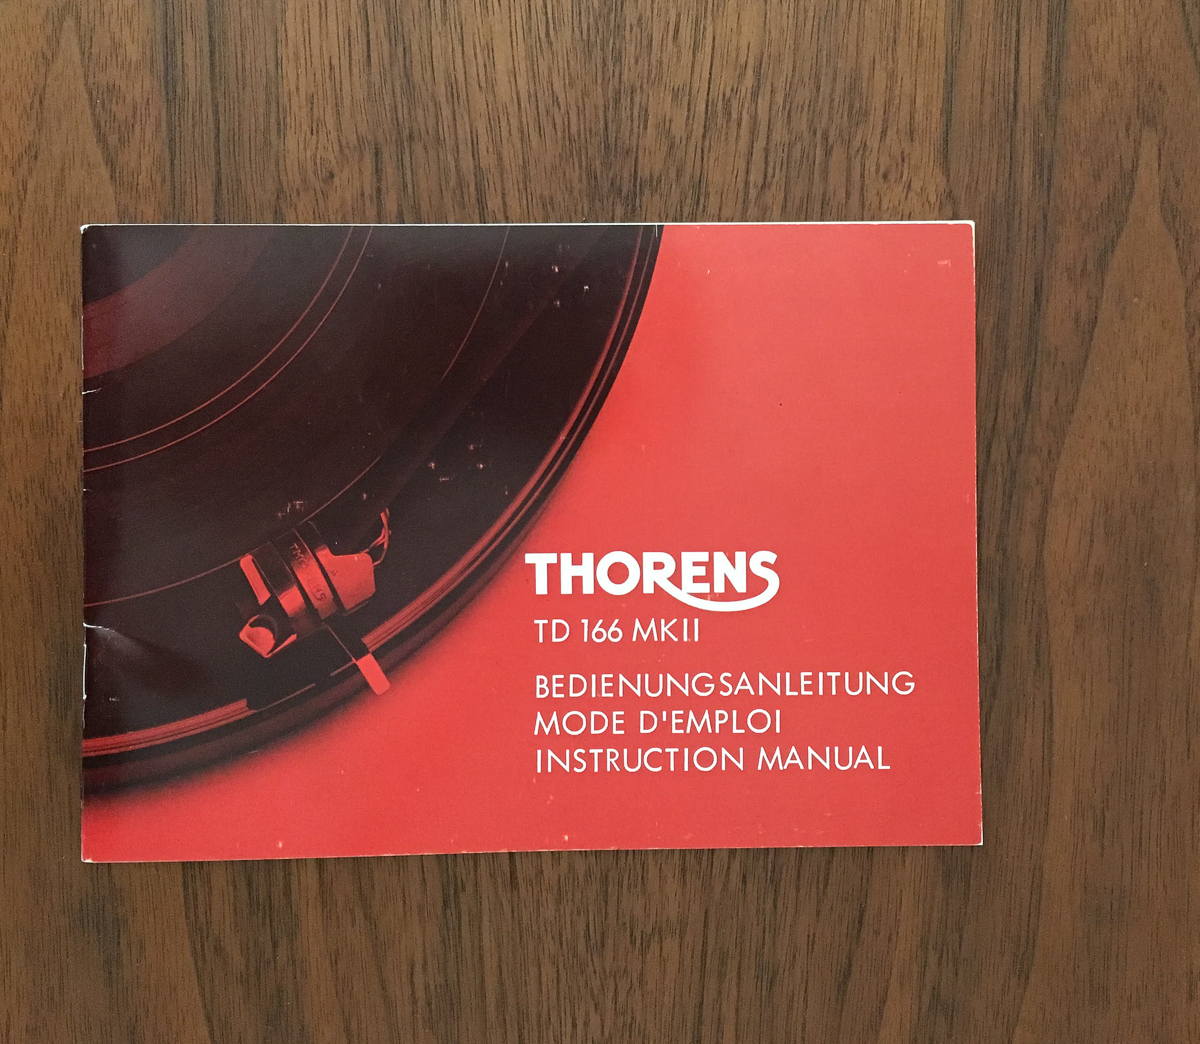 THORENS
TD 166 MKII
BEDIENUNGSANLEITUNG
MODE D'EMPLOI
INSTRUCTION MANUAL